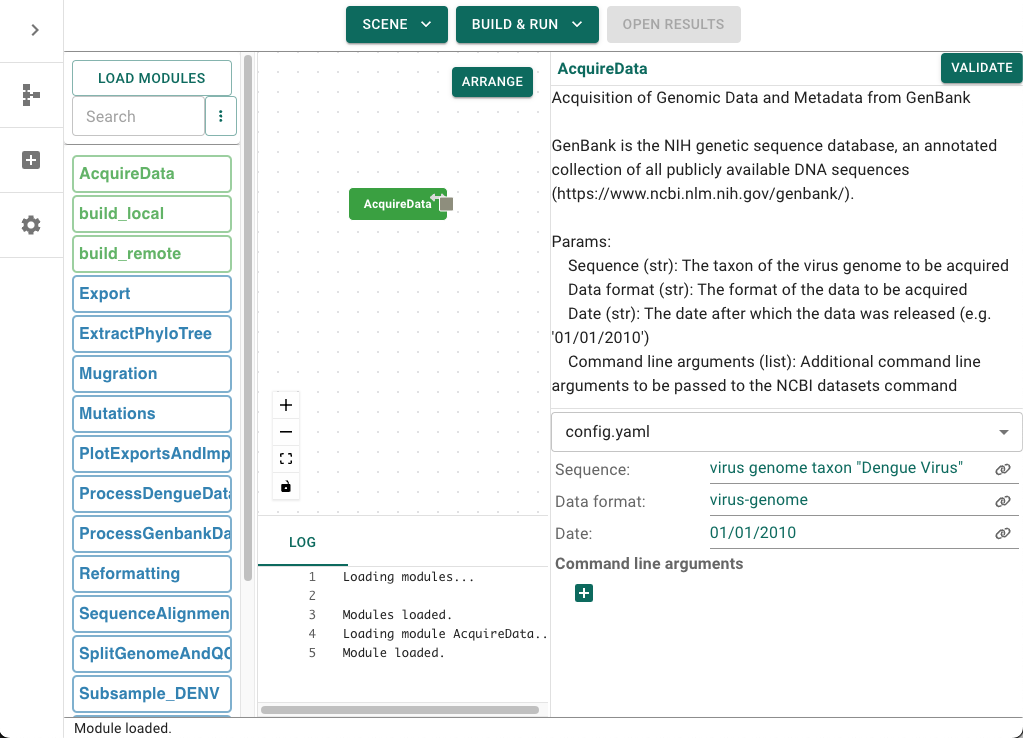 SCENE
BUILD & RUN
OPEN RESULTS
LOAD MODULES
Search
AcquireData
build_local
build_remote
Export
ExtractPhyloTree
Mugration
Mutations
PlotExportsAndImp
ProcessDengueData
ProcessGenbankDa
Reformatting
SequenceAlignmen
SplitGenomeAndQC
Subsample_DENV
ARRANGE
AcquireData
LOG
1 Loading modules...
2
3 Modules loaded.
4 Loading module AcquireData..
5 Module loaded.
AcquireData
VALIDATE
Acquisition of Genomic Data and Metadata from GenBank
GenBank is the NIH genetic sequence database, an annotated
collection of all publicly available DNA sequences
(https://www.ncbi.nlm.nih.gov/genbank/).
Params:
Sequence (str): The taxon of the virus genome to be acquired
Data format (str): The format of the data to be acquired
Date (str): The date after which the data was released (e.g.
'01/01/2010')
Command line arguments (list): Additional command line
arguments to be passed to the NCBI datasets command
config.yaml
Sequence: virus genome taxon "Dengue Virus"
Data format: virus-genome
Date: 01/01/2010
Command line arguments
Module loaded.